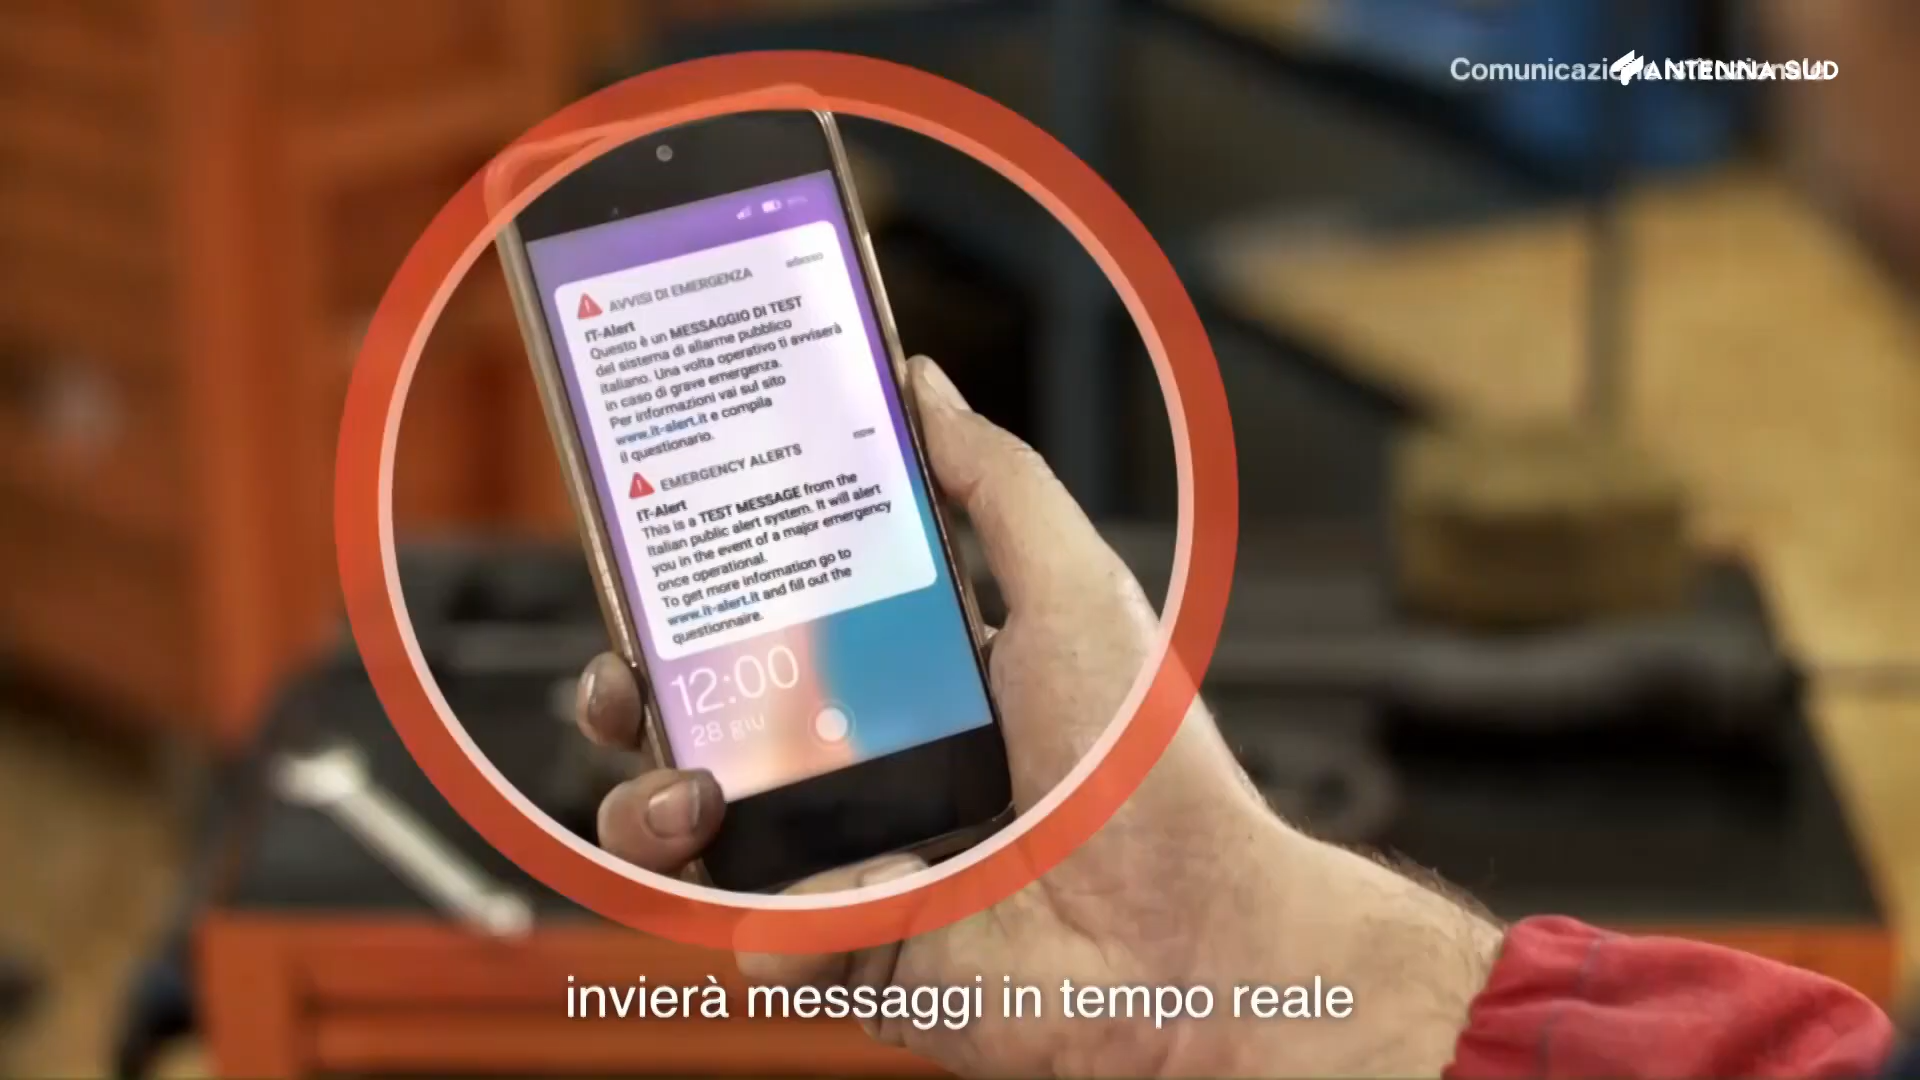 Comunicazione
ANTENNA SUD
AVVISI DI EMERGENZA
adesso
IT-Alert
Questo è un MESSAGGIO DI TEST
del sistema di allarme pubblico
italiano. Una volta operativo ti avviserà
in caso di grave emergenza.
Per informazioni vai sul sito
www.it-alert.it e compila
il questionario.
EMERGENCY ALERTS
now
IT-Alert
This is a TEST MESSAGE from the
Italian public alert system. It will alert
you in the event of a major emergency
once operational.
To get more information go to
www.it-alert.it and fill out the
questionnaire.
12:00
28 giu
invierà messaggi in tempo reale